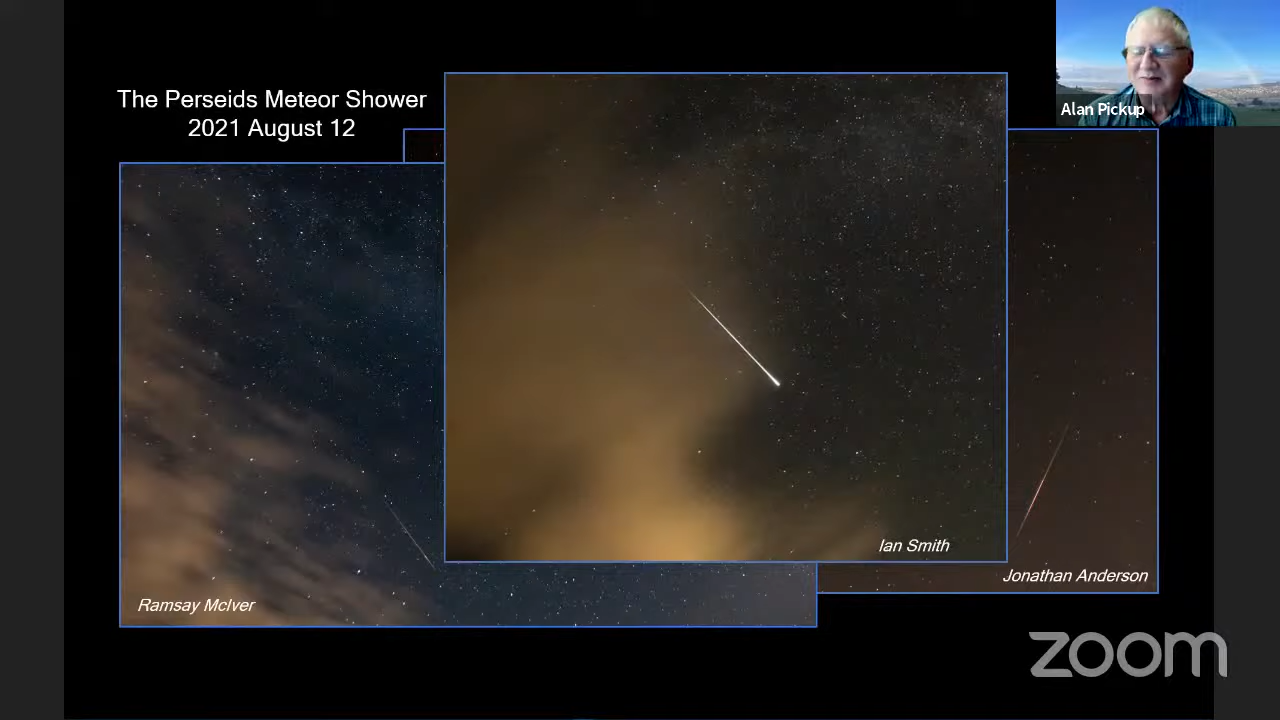 The Perseids Meteor Shower
2021 August 12
Alan Pickup
Ian Smith
Jonathan Anderson
Ramsay McIver
zoom